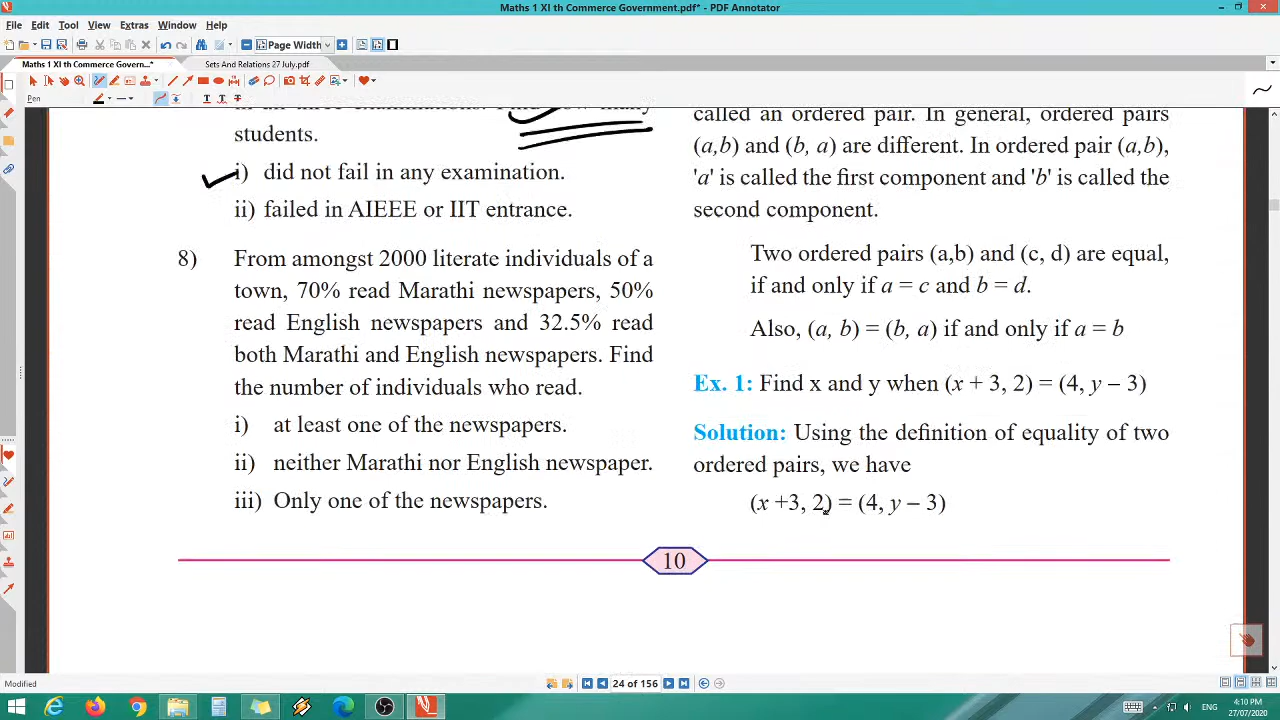 Maths 1 XI th Commerce Government.pdf* - PDF Annotator
File Edit Tool View Extras Window Help
Page Width
Maths 1 XI th Commerce Govern...* Sets And Relations 27 July.pdf
Pen
students.
i) did not fail in any examination.
ii) failed in AIEEE or IIT entrance.
8) From amongst 2000 literate individuals of a
town, 70% read Marathi newspapers, 50%
read English newspapers and 32.5% read
both Marathi and English newspapers. Find
the number of individuals who read.
i) at least one of the newspapers.
ii) neither Marathi nor English newspaper.
iii) Only one of the newspapers.
called an ordered pair. In general, ordered pairs
(a,b) and (b, a) are different. In ordered pair (a,b),
'a' is called the first component and 'b' is called the
second component.
Two ordered pairs (a,b) and (c, d) are equal,
if and only if a = c and b = d.
Also, (a, b) = (b, a) if and only if a = b
Ex. 1: Find x and y when (x + 3, 2) = (4, y – 3)
Solution: Using the definition of equality of two
ordered pairs, we have
(x +3, 2) = (4, y – 3)
10
24 of 156
Modified
ENG
4:10 PM
27/07/2020